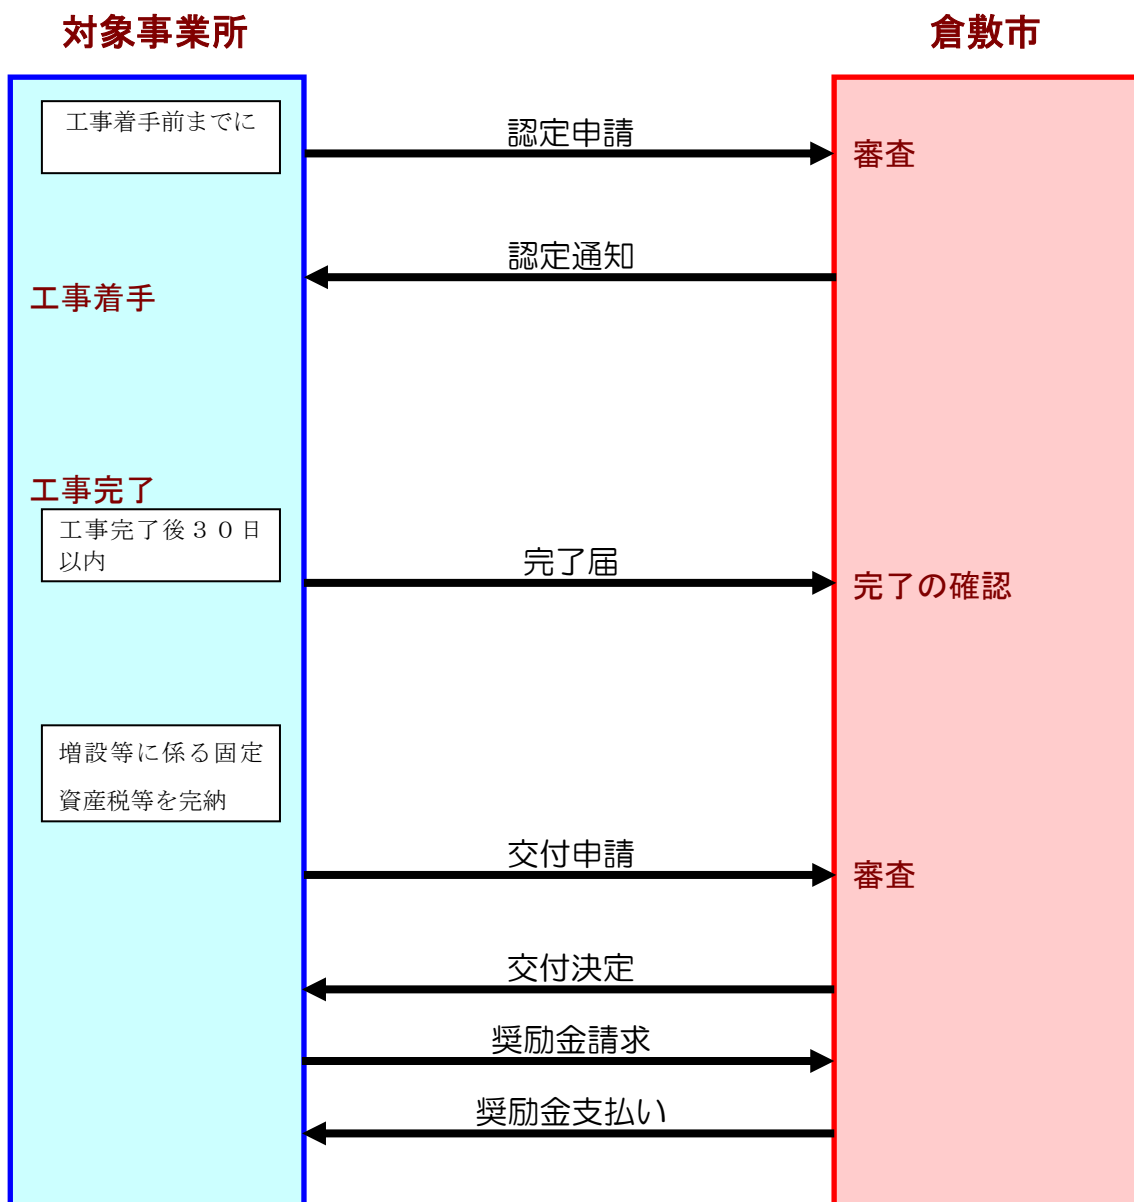 対象事業所
倉敷市
工事着手前までに
認定申請
審査
認定通知
工事着手
工事完了
工事完了後３０日
以内
完了届
完了の確認
増設等に係る固定
資産税等を完納
交付申請
審査
交付決定
奨励金請求
奨励金支払い